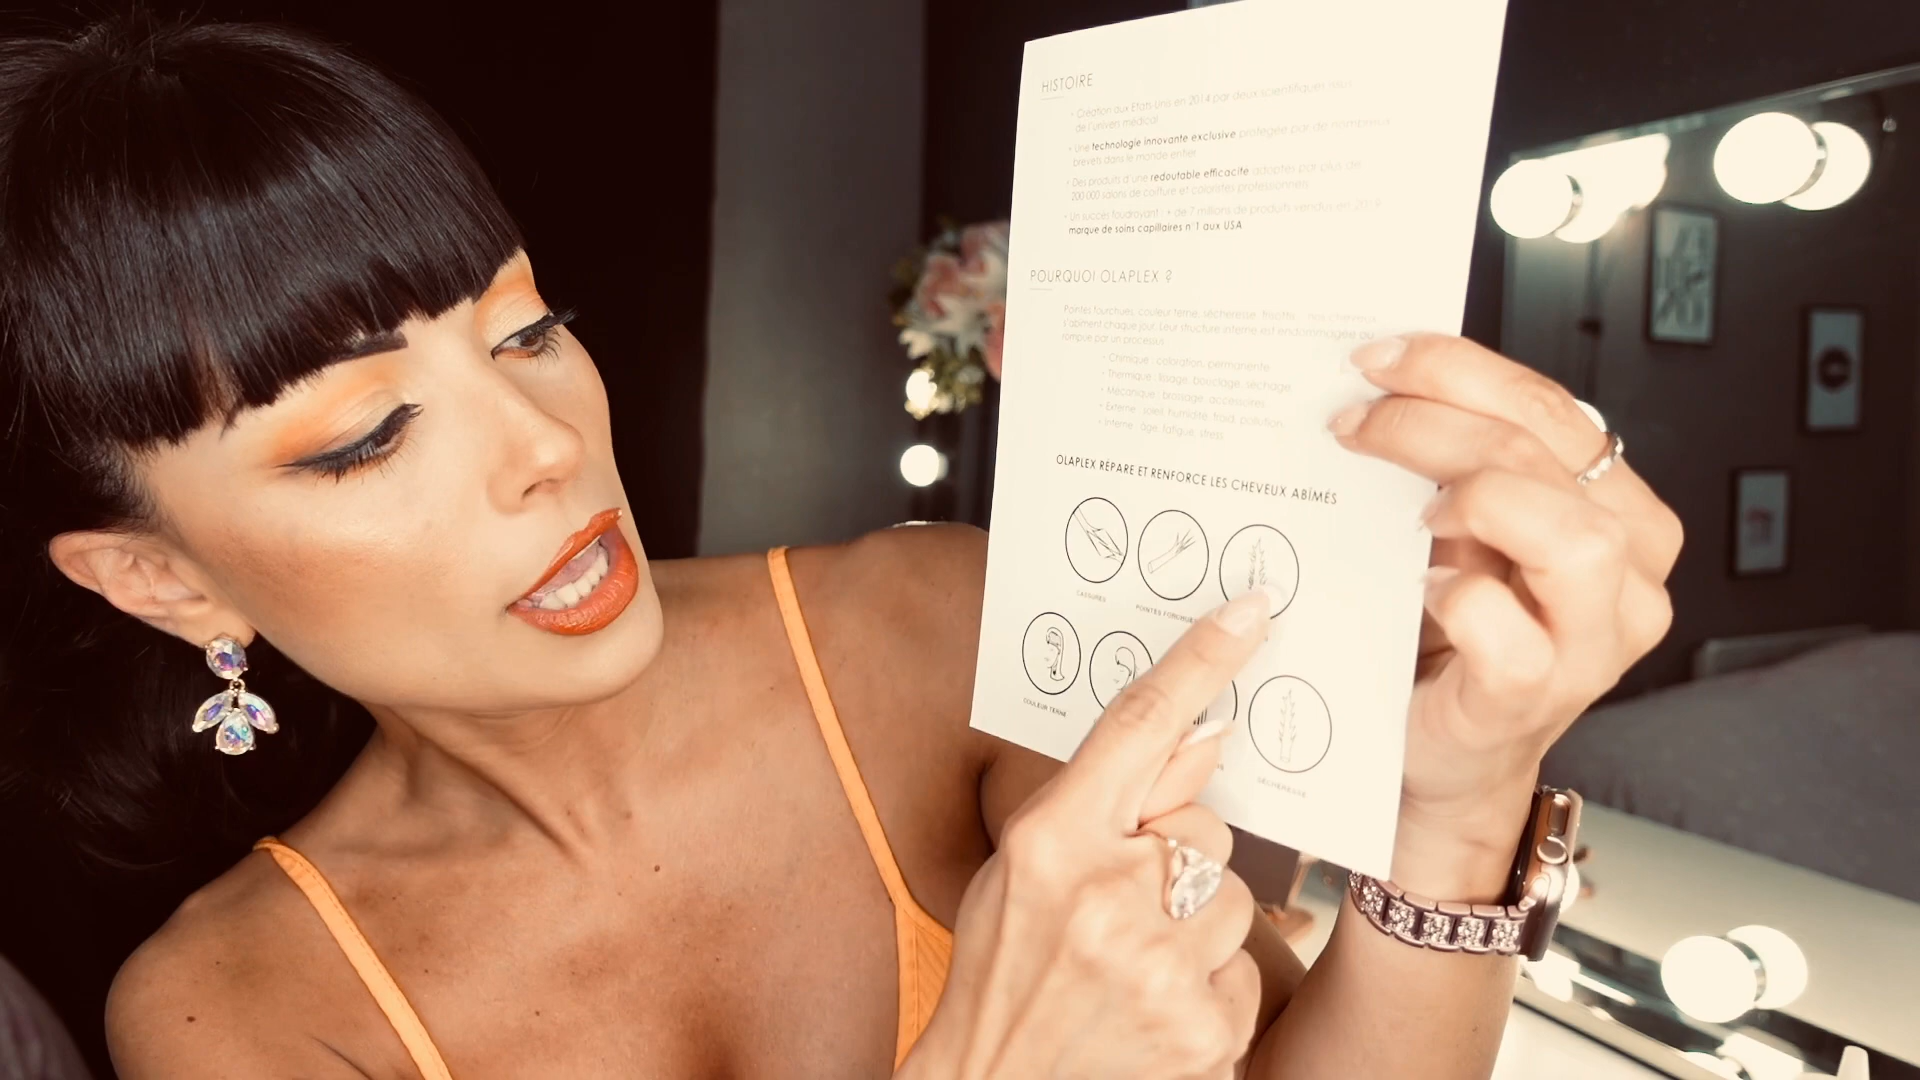 HISTOIRE
• Création aux États-Unis en 2014 par deux scientifiques issus
de l'univers médical
• Une technologie innovante exclusive protégée par de nombreux
brevets dans le monde entier
• Des produits d'une redoutable efficacité adoptés par plus de
200 000 salons de coiffure et coloristes professionnels
• Un succès foudroyant : + de 7 millions de produits vendus en 2019
marque de soins capillaires n°1 aux USA
POURQUOI OLAPLEX ?
Pointes fourchues, couleur terne, sécheresse, frisottis : nos cheveux
s'abîment chaque jour. Leur structure interne est endommagée ou
rompue par un processus
• Chimique : coloration, permanente
• Thermique : lissage, bouclage, séchage
• Mécanique : brossage, accessoires
• Externe : soleil, humidité, froid, pollution
• Interne : âge, fatigue, stress
OLAPLEX RÉPARE ET RENFORCE LES CHEVEUX ABÎMÉS
CASSURES
POINTES
COULEUR TERNE
SÉCHERESSE